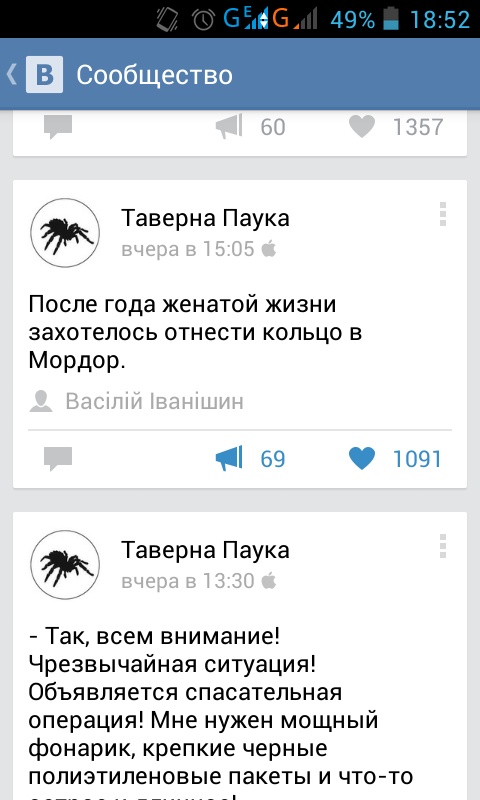 G E G 49% 18:52
B Сообщество
60 1357
Таверна Паука
вчера в 15:05
После года женатой жизни
захотелось отнести кольцо в
Мордор.
Васілій Іванішин
69 1091
Таверна Паука
вчера в 13:30
- Так, всем внимание!
Чрезвычайная ситуация!
Объявляется спасательная
операция! Мне нужен мощный
фонарик, крепкие черные
полиэтиленовые пакеты и что-то